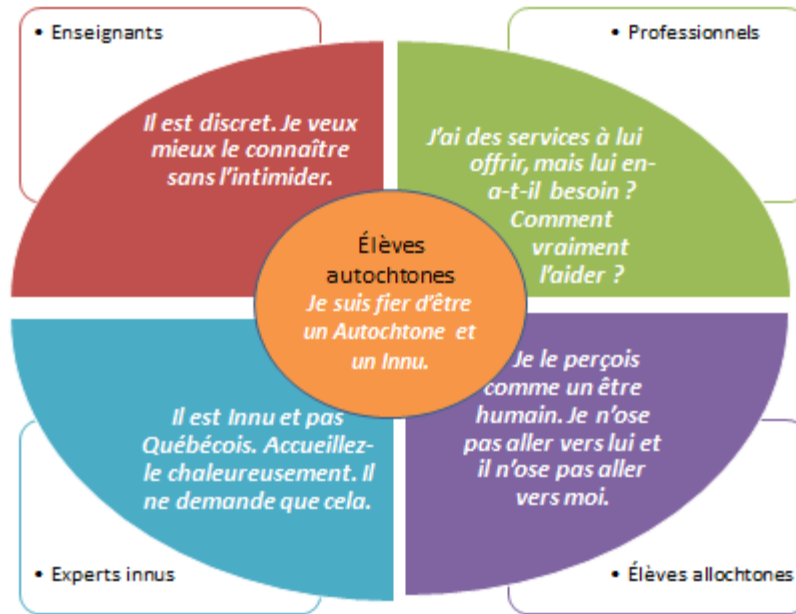 • Enseignants
Il est discret. Je veux
mieux le connaître
sans l'intimider.
• Professionnels
J'ai des services à lui
offrir, mais lui en-
a-t-il besoin ?
Comment
vraiment
l'aider ?
Élèves
autochtones
Je suis fier d'être
un Autochtone et
un Innu.
Il est Innu et pas
Québécois. Accueillez-
le chaleureusement. Il
ne demande que cela.
• Experts innus
Je le perçois
comme un être
humain. Je n'ose
pas aller vers lui et
il n'ose pas aller
vers moi.
• Élèves allochtones